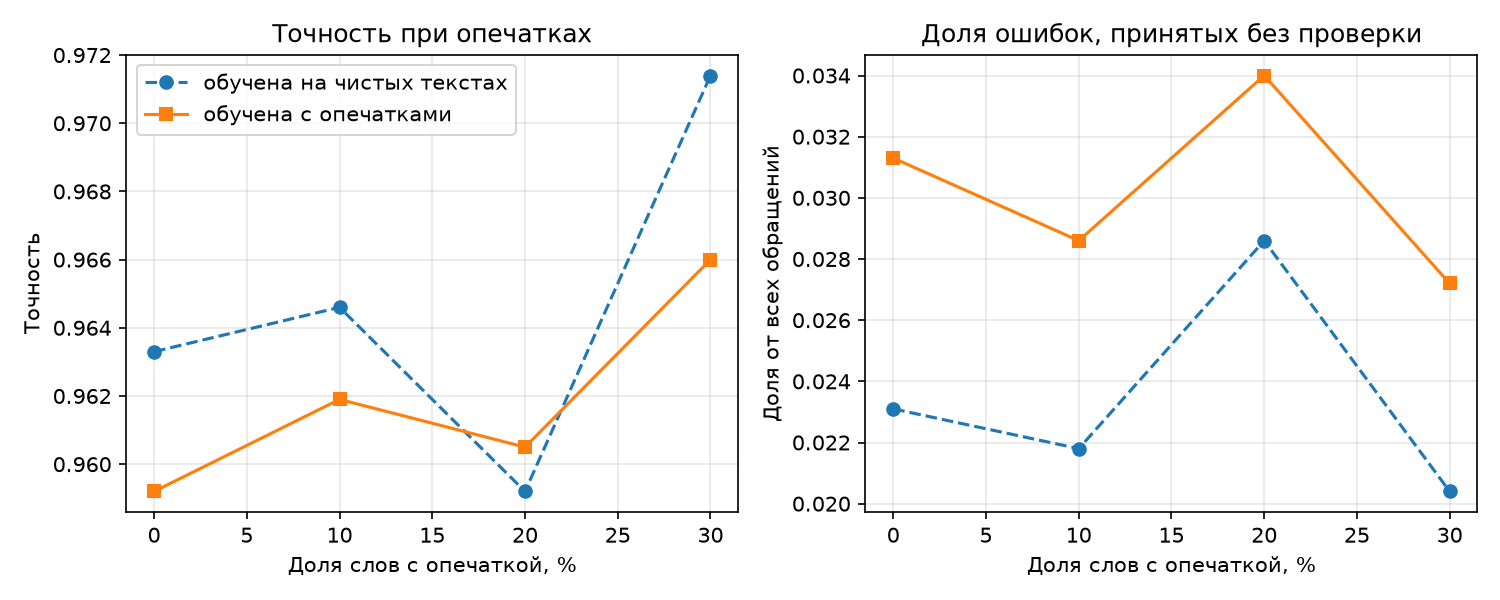 Точность при опечатках
Точность
0.972
0.970
0.968
0.966
0.964
0.962
0.960
обучена на чистых текстах
обучена с опечатками
0 5 10 15 20 25 30
Доля слов с опечаткой, %
Доля ошибок, принятых без проверки
Доля от всех обращений
0.034
0.032
0.030
0.028
0.026
0.024
0.022
0.020
0 5 10 15 20 25 30
Доля слов с опечаткой, %